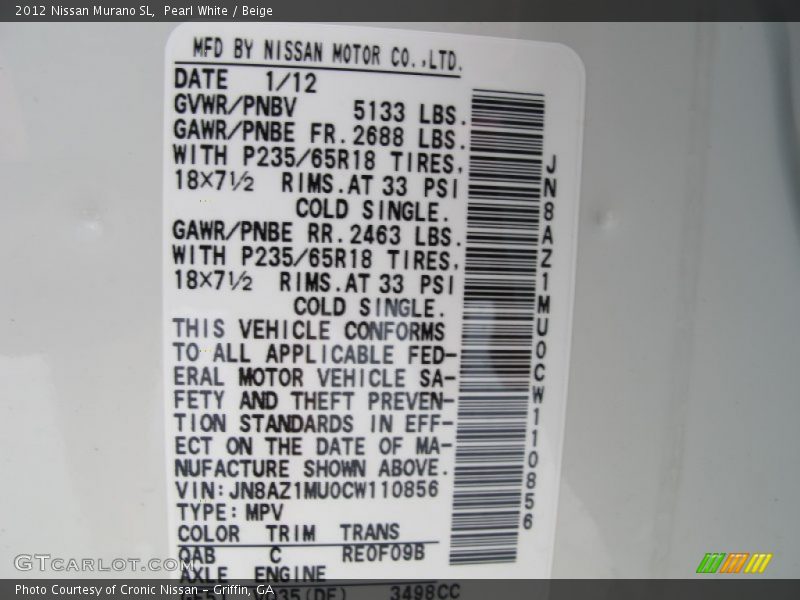 2012 Nissan Murano SL, Pearl White / Beige
MFD BY NISSAN MOTOR CO.,LTD.
DATE 1/12
GVWR/PNBV 5133 LBS.
GAWR/PNBE FR. 2688 LBS.
WITH P235/65R18 TIRES,
18×7½ RIMS. AT 33 PSI
COLD SINGLE.
GAWR/PNBE RR. 2463 LBS.
WITH P235/65R18 TIRES,
18×7½ RIMS. AT 33 PSI
COLD SINGLE.
THIS VEHICLE CONFORMS
TO ALL APPLICABLE FED-
ERAL MOTOR VEHICLE SA-
FETY AND THEFT PREVEN-
TION STANDARDS IN EFF-
ECT ON THE DATE OF MA-
NUFACTURE SHOWN ABOVE.
VIN: JN8AZ1MU0CW110856
TYPE: MPV
COLOR TRIM TRANS
QAB C RE0F09B
AXLE ENGINE
VQ35(DE) 3498CC
JN8AZ1MU0CW110856
GTCarLot.com
Photo Courtesy of Cronic Nissan - Griffin, GA